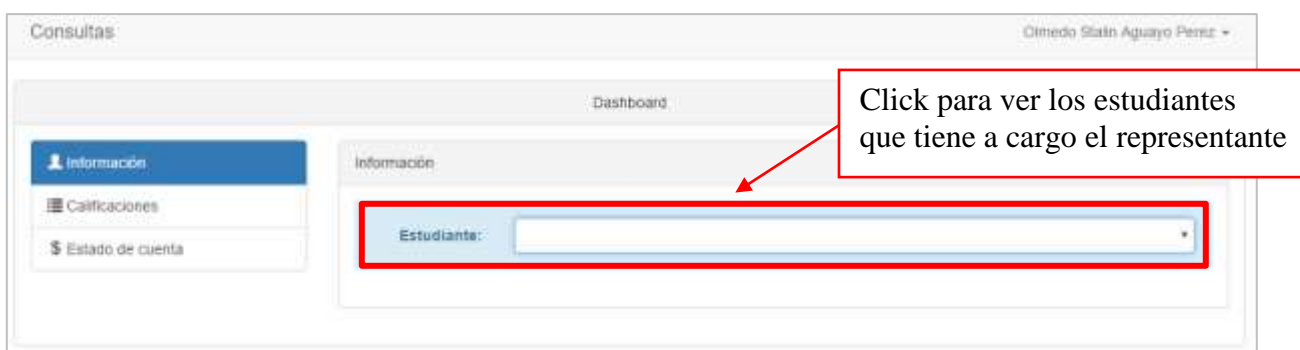 Consultas
Olmedo Stalin Aguayo Perez
Dashboard
Click para ver los estudiantes
que tiene a cargo el representante
Información
Calificaciones
$ Estado de cuenta
Información
Estudiante: